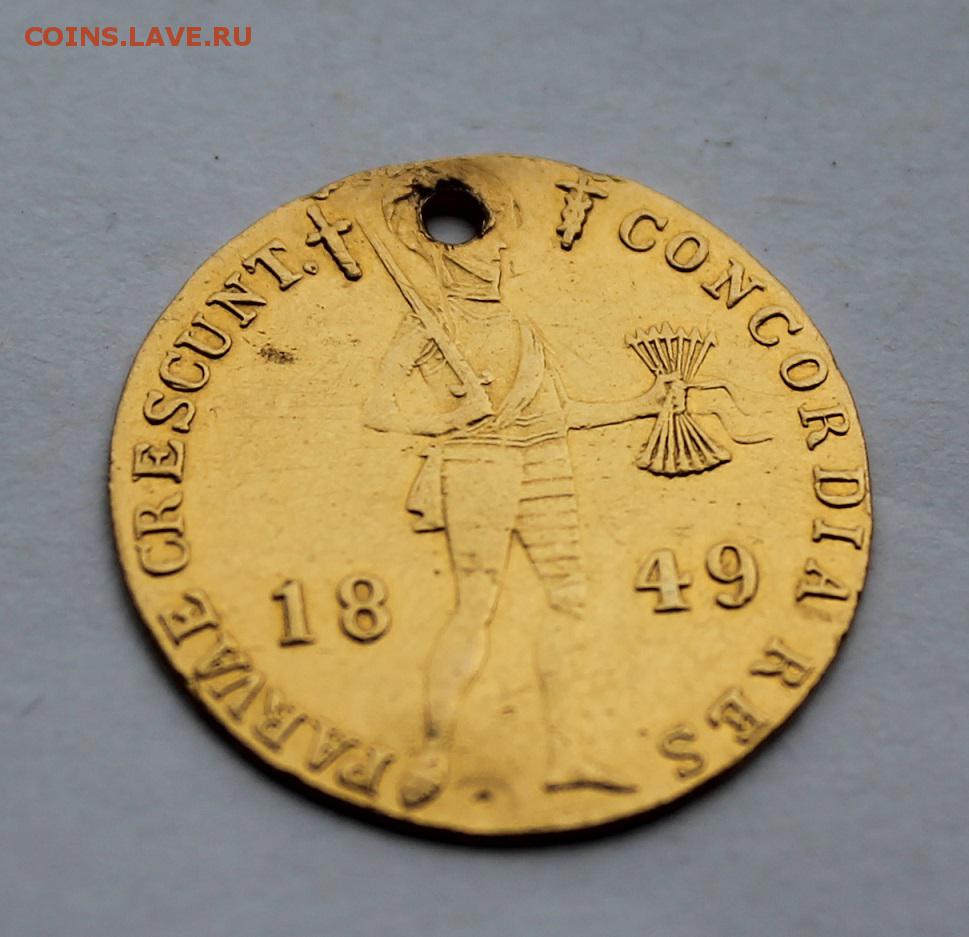 COINS.LAVE.RU
CONCORDIA RES
PARVAE CRESCUNT.
18 49